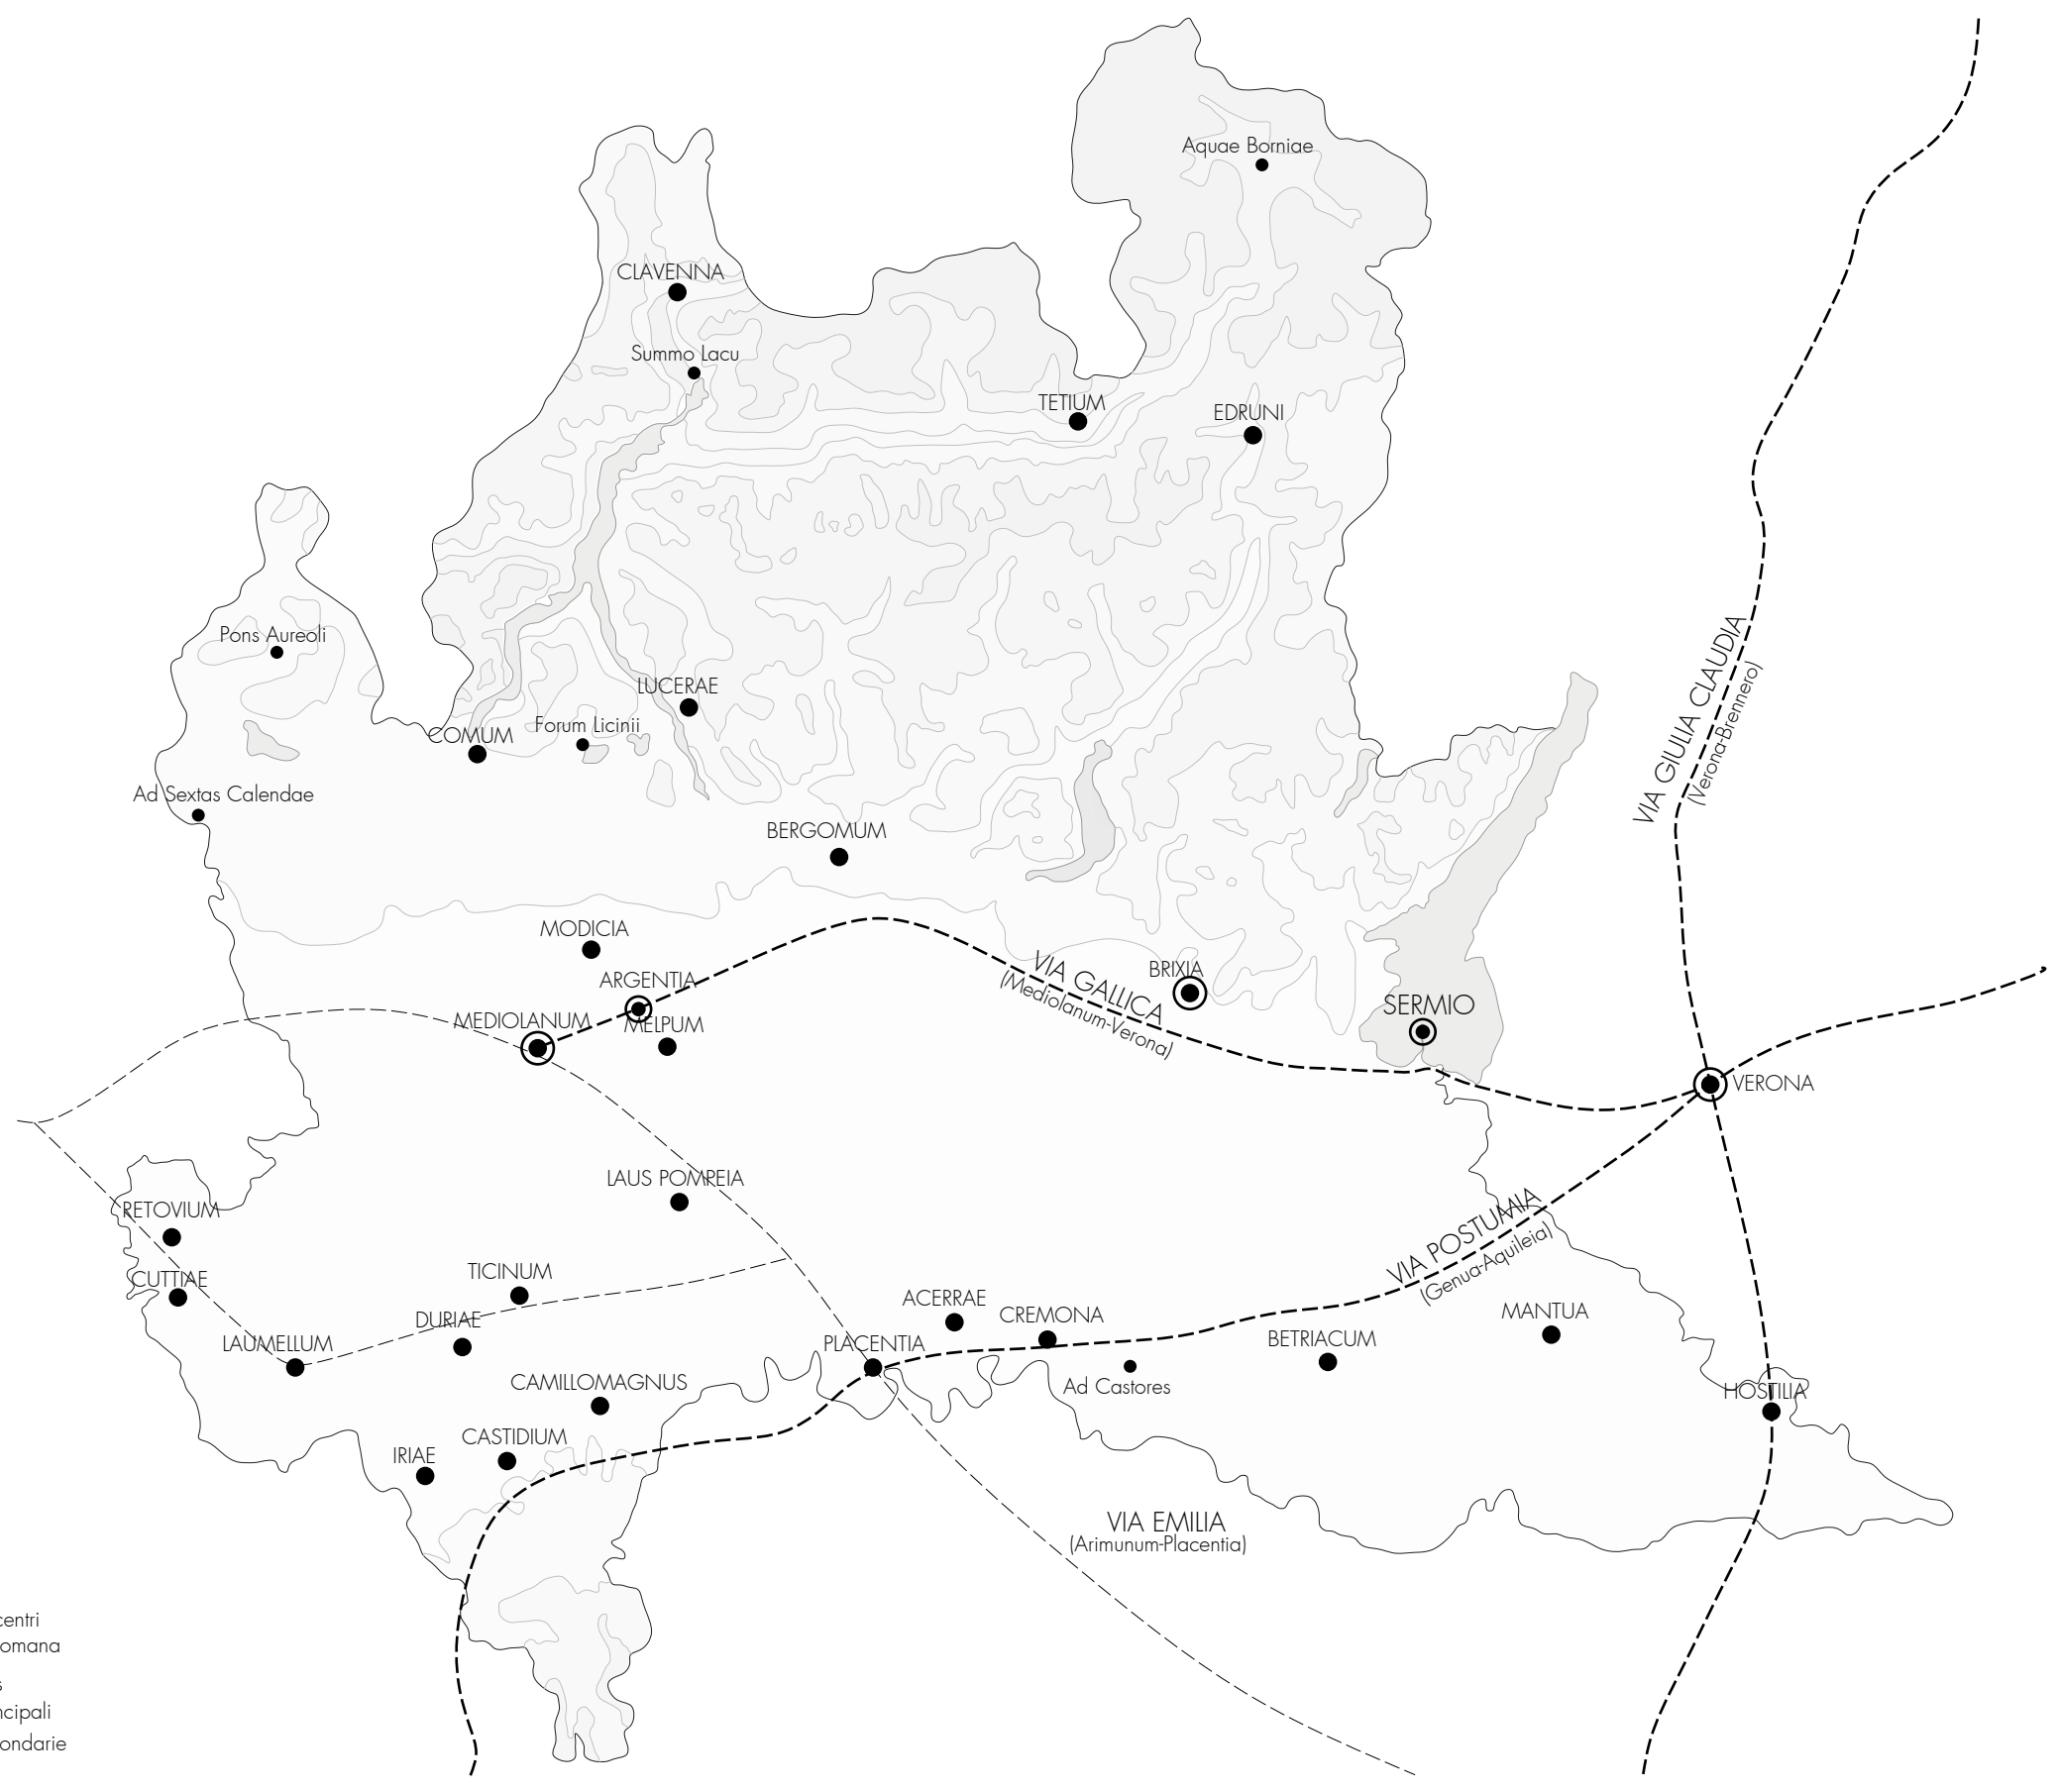 Aquae Borniae
CLAVENNA
Summo Lacu
TETIUM
EDRUNI
Pons Aureoli
LUCERAE
Forum Licinii
COMUM
VIA GIULIA CLAUDIA
(Verona-Brennero)
Ad Sextas Calendae
BERGOMUM
MODICIA
ARGENTIA
VIA GALLICA
(Mediolanum-Verona)
BRIXIA
SERMIO
MEDIOLANUM
MELPUM
VERONA
LAUS POMPEIA
RETOVIUM
VIA POSTUMIA
(Genua-Aquileia)
CUTTIAE
TICINUM
ACERRAE
CREMONA
MANTUA
DURIAE
LAUMELLUM
PLACENTIA
BETRIACUM
Ad Castores
CAMILLOMAGNUS
HOSTILIA
CASTIDIUM
IRIAE
VIA EMILIA
(Arimunum-Placentia)
centri
omana
s
ncipali
ondarie